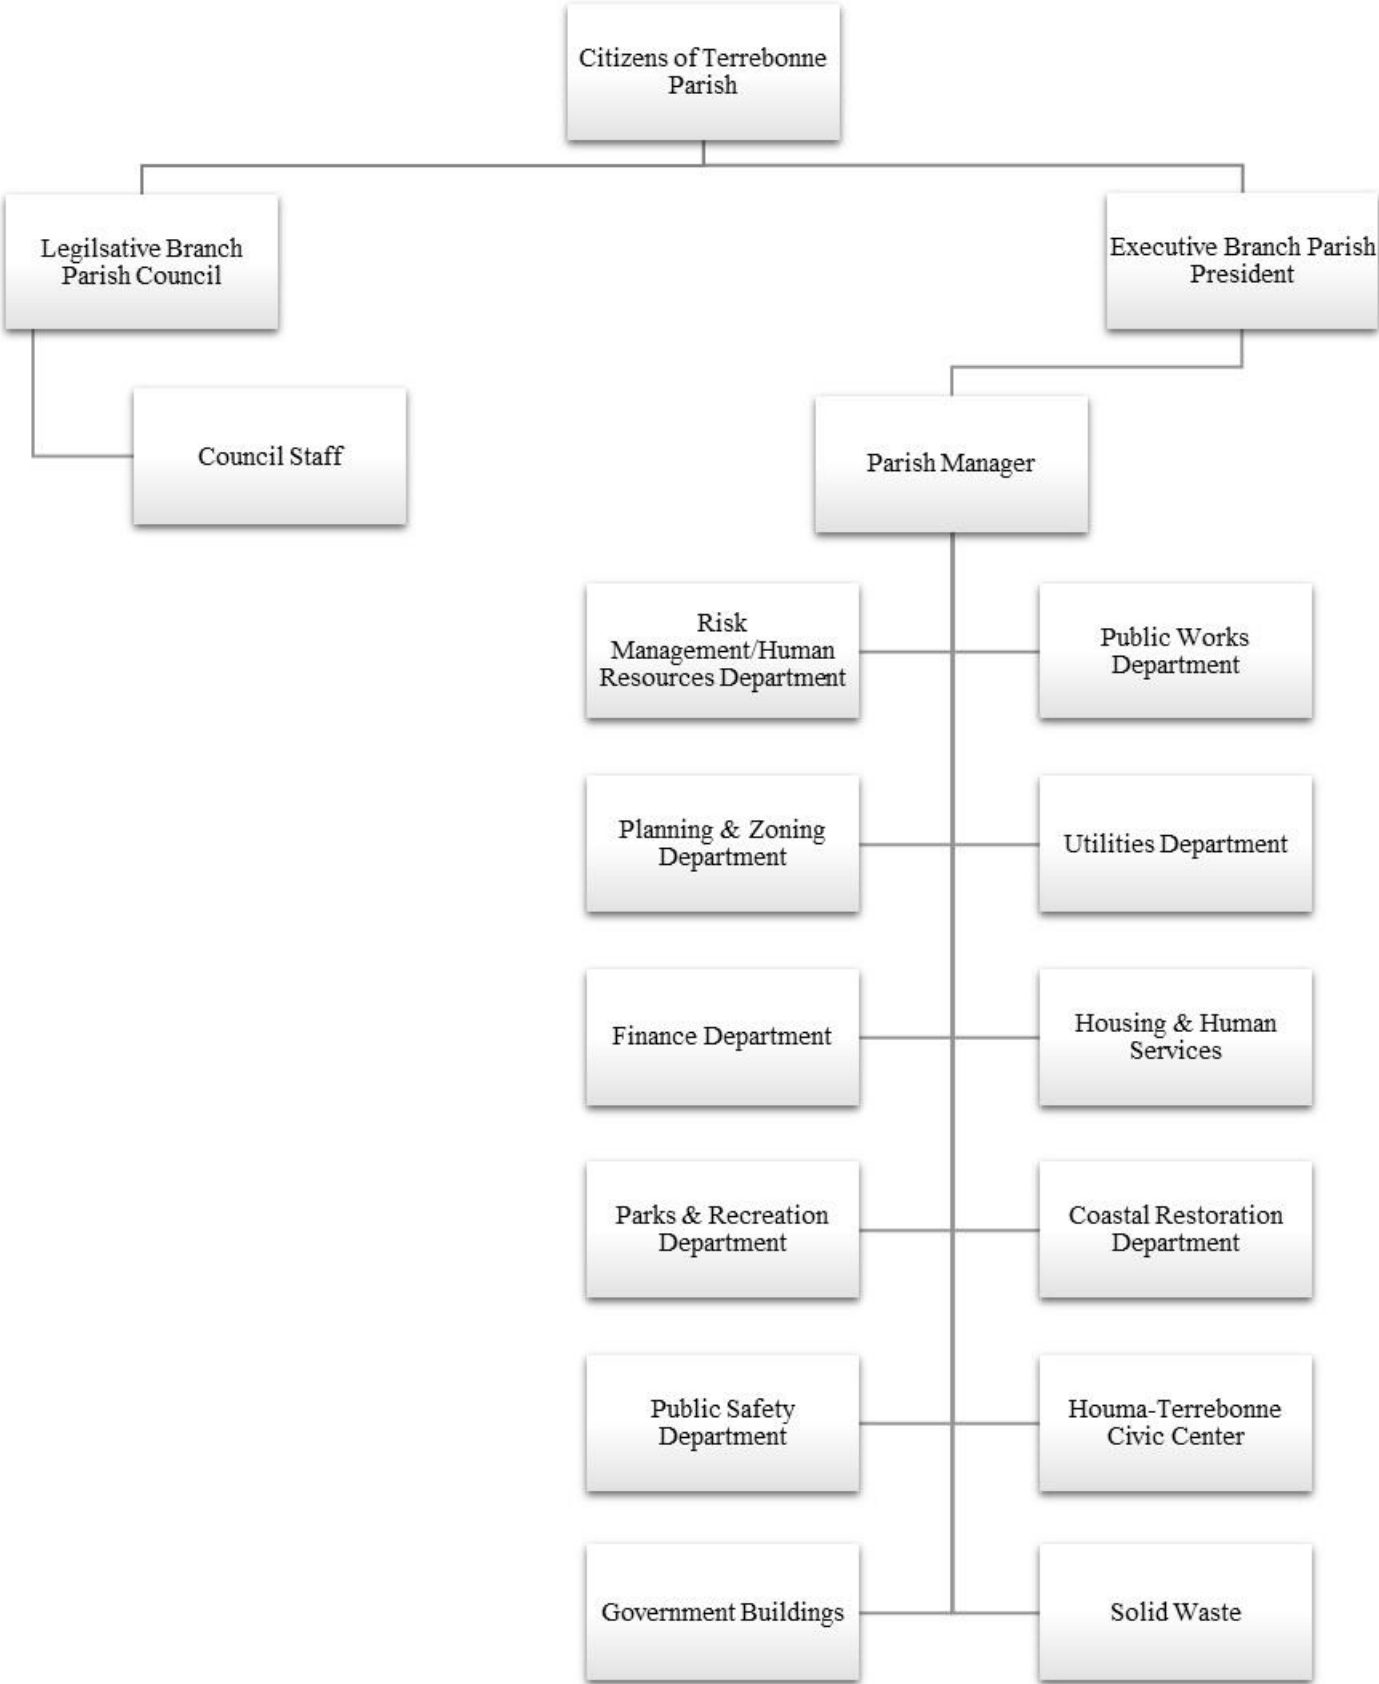 Citizens of Terrebonne
Parish
Legilsative Branch
Parish Council
Executive Branch Parish
President
Council Staff
Parish Manager
Risk
Management/Human
Resources Department
Public Works
Department
Planning & Zoning
Department
Utilities Department
Finance Department
Housing & Human
Services
Parks & Recreation
Department
Coastal Restoration
Department
Public Safety
Department
Houma-Terrebonne
Civic Center
Government Buildings
Solid Waste